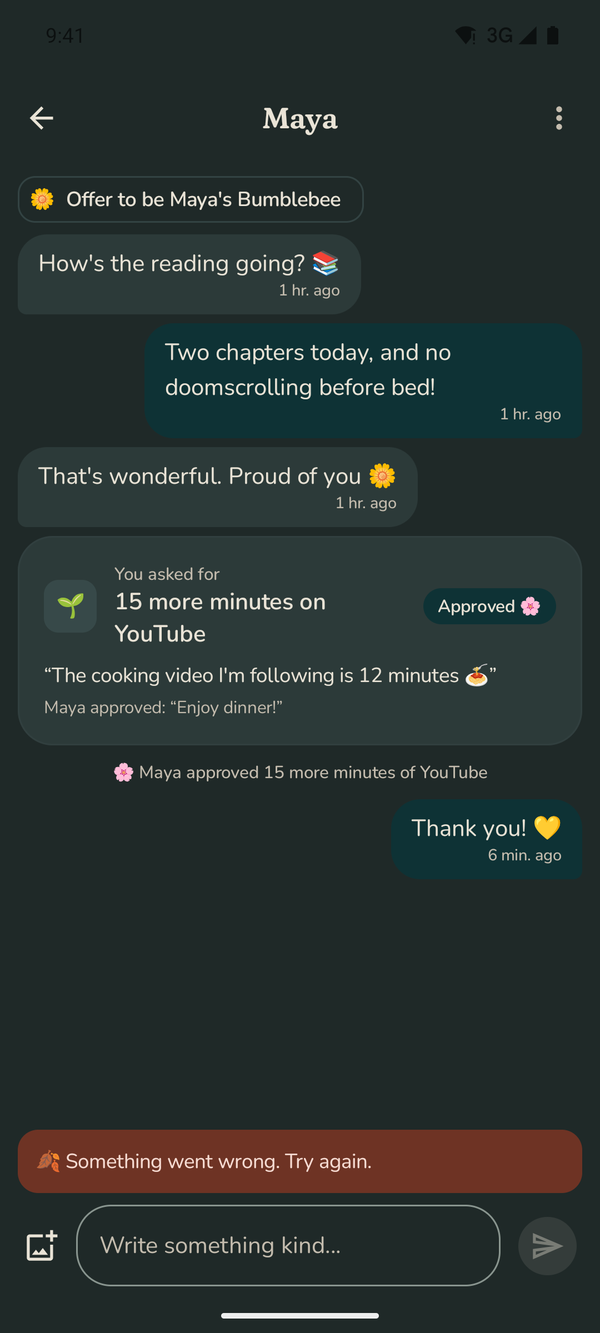 9:41
3G
Maya
🌼 Offer to be Maya's Bumblebee
How's the reading going? 📚
1 hr. ago
Two chapters today, and no
doomscrolling before bed!
1 hr. ago
That's wonderful. Proud of you 🌼
1 hr. ago
You asked for
15 more minutes on
YouTube
Approved 🌸
“The cooking video I'm following is 12 minutes 🍝”
Maya approved: “Enjoy dinner!”
🌸 Maya approved 15 more minutes of YouTube
Thank you! 💛
6 min. ago
🍂 Something went wrong. Try again.
Write something kind...